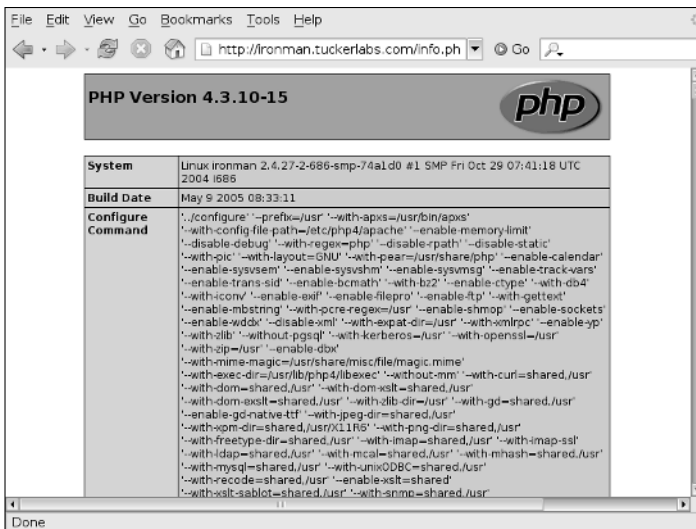 File Edit View Go Bookmarks Tools Help
http://ironman.tuckerlabs.com/info.ph Go
PHP Version 4.3.10-15
php
System Linux ironman 2.4.27-2-686-smp-74a1d0 #1 SMP Fri Oct 29 07:41:18 UTC
2004 i686
Build Date May 9 2005 08:33:11
Configure '../configure' '--prefix=/usr' '--with-apxs=/usr/bin/apxs'
Command '--with-config-file-path=/etc/php4/apache' '--enable-memory-limit'
'--disable-debug' '--with-regex=php' '--disable-rpath' '--disable-static'
'--with-pic' '--with-layout=GNU' '--with-pear=/usr/share/php' '--enable-calendar'
'--enable-sysvsem' '--enable-sysvshm' '--enable-sysvmsg' '--enable-track-vars'
'--enable-trans-sid' '--enable-bcmath' '--with-bz2' '--enable-ctype' '--with-db4'
'--with-iconv' '--enable-exif' '--enable-filepro' '--enable-ftp' '--with-gettext'
'--enable-mbstring' '--with-pcre-regex=/usr' '--enable-shmop' '--enable-sockets'
'--enable-wddx' '--disable-xml' '--with-expat-dir=/usr' '--with-xmlrpc' '--enable-yp'
'--with-zlib' '--without-pgsql' '--with-kerberos=/usr' '--with-openssl=/usr'
'--with-zip=/usr' '--enable-dbx'
'--with-mime-magic=/usr/share/misc/file/magic.mime'
'--with-exec-dir=/usr/lib/php4/libexec' '--without-mm' '--with-curl=shared,/usr'
'--with-dom=shared,/usr' '--with-dom-xslt=shared,/usr'
'--with-dom-exslt=shared,/usr' '--with-zlib-dir=/usr' '--with-gd=shared,/usr'
'--enable-gd-native-ttf' '--with-jpeg-dir=shared,/usr'
'--with-xpm-dir=shared,/usr/X11R6' '--with-png-dir=shared,/usr'
'--with-freetype-dir=shared,/usr' '--with-imap=shared,/usr' '--with-imap-ssl'
'--with-ldap=shared,/usr' '--with-mcal=shared,/usr' '--with-mhash=shared,/usr'
'--with-mysql=shared,/usr' '--with-unixODBC=shared,/usr'
'--with-recode=shared,/usr' '--enable-xslt=shared'
'--with-xslt-sablot=shared,/usr' '--with-snmp=shared,/usr'
Done